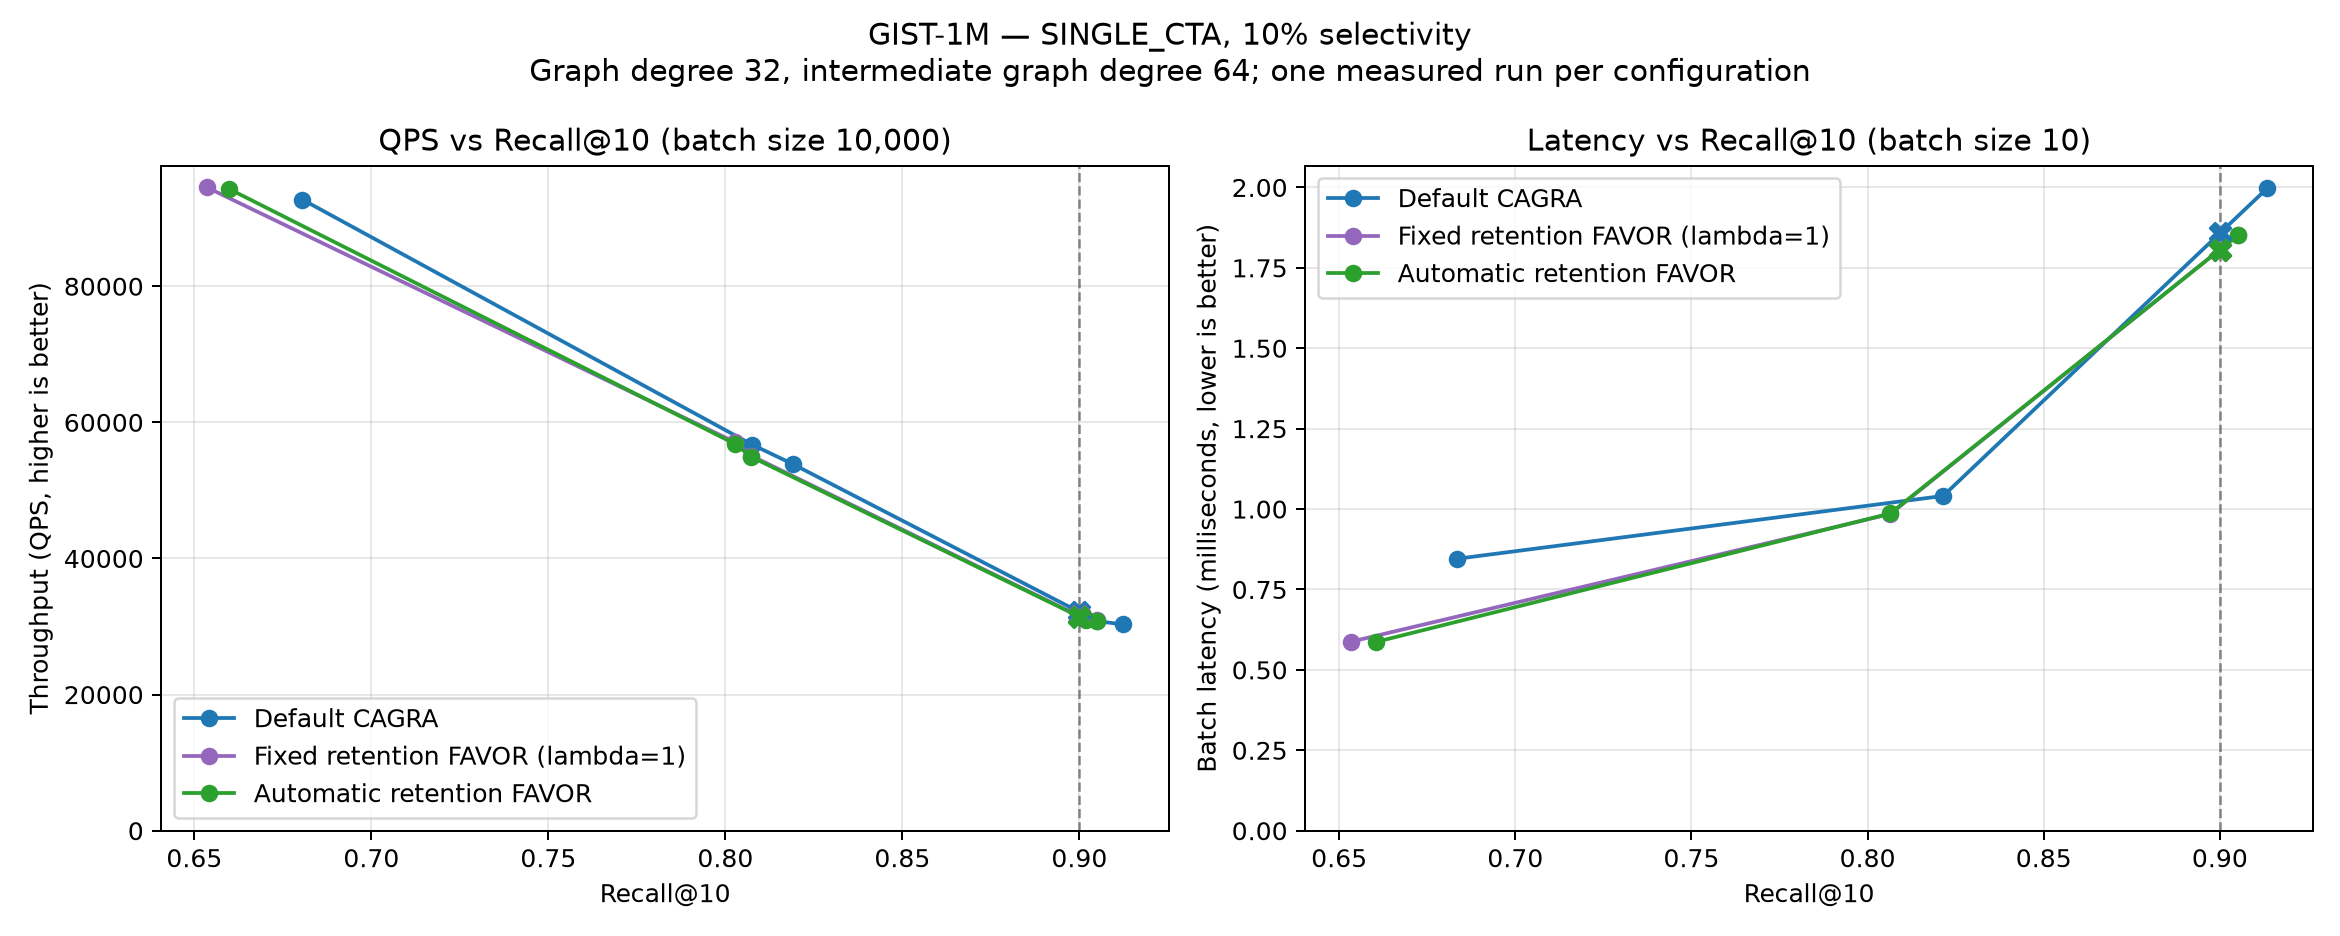 GIST-1M — SINGLE_CTA, 10% selectivity
Graph degree 32, intermediate graph degree 64; one measured run per configuration
QPS vs Recall@10 (batch size 10,000)
Throughput (QPS, higher is better)
80000
60000
40000
20000
0
Default CAGRA
Fixed retention FAVOR (lambda=1)
Automatic retention FAVOR
0.65 0.70 0.75 0.80 0.85 0.90
Recall@10
Latency vs Recall@10 (batch size 10)
Batch latency (milliseconds, lower is better)
2.00
1.75
1.50
1.25
1.00
0.75
0.50
0.25
0.00
Default CAGRA
Fixed retention FAVOR (lambda=1)
Automatic retention FAVOR
0.65 0.70 0.75 0.80 0.85 0.90
Recall@10